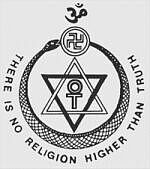 ॐ
THERE IS NO RELIGION HIGHER THAN TRUTH